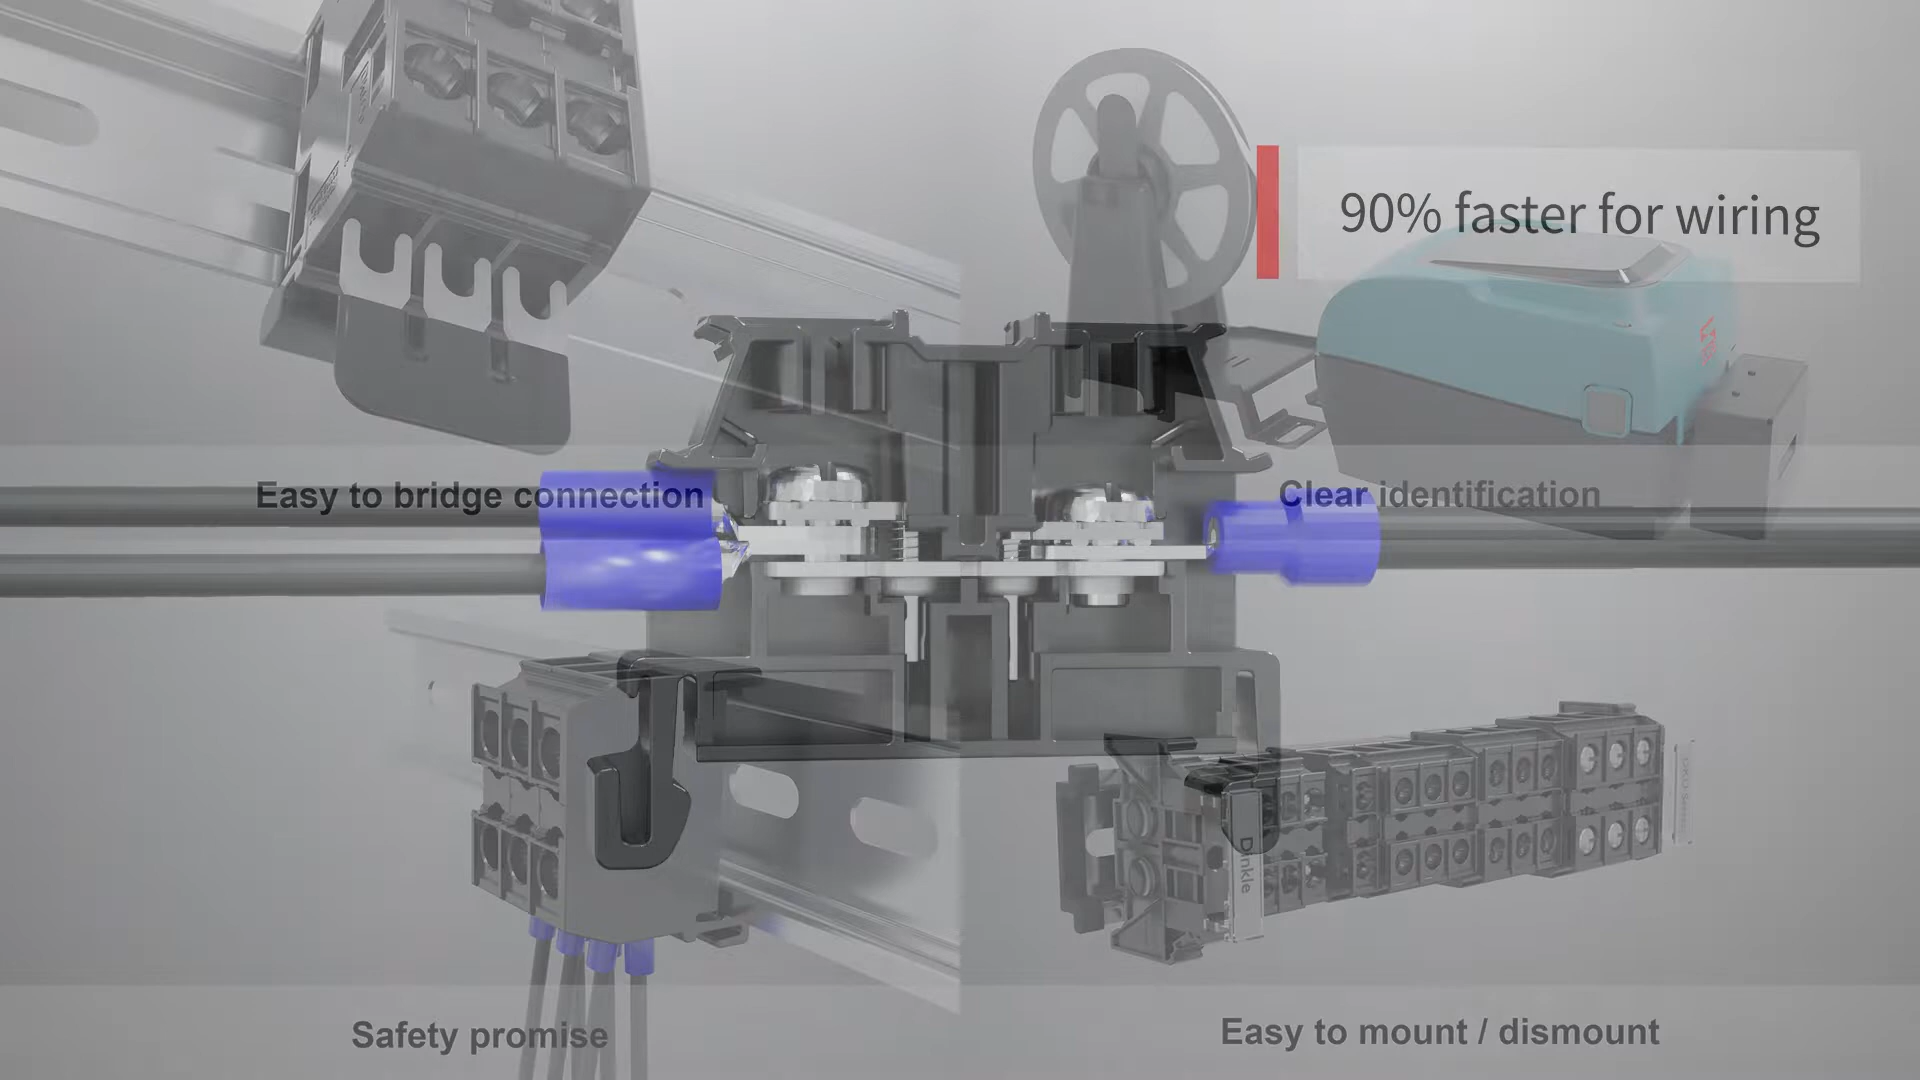 90% faster for wiring
Easy to bridge connection
Clear identification
Dinkle
Safety promise
Easy to mount / dismount